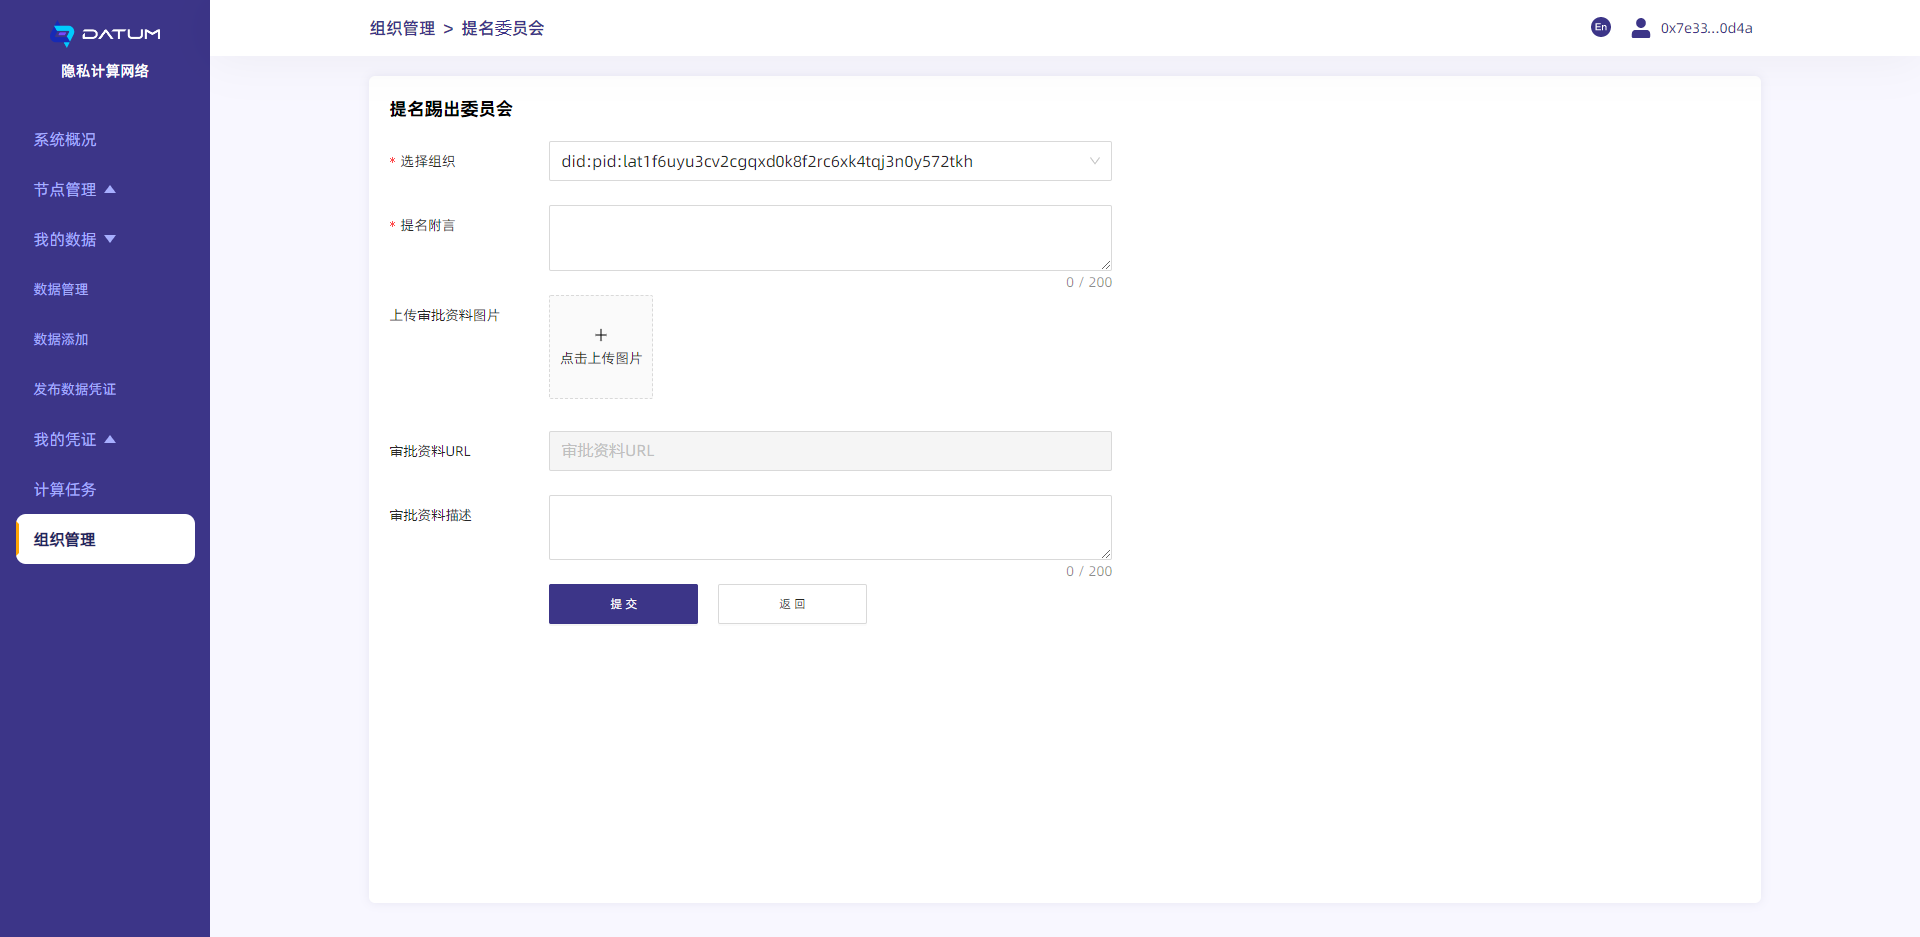 DATUM
隐私计算网络
系统概况
节点管理
我的数据
数据管理
数据添加
发布数据凭证
我的凭证
计算任务
组织管理
组织管理 > 提名委员会
En
0x7e33...0d4a
提名踢出委员会
* 选择组织
did:pid:lat1f6uyu3cv2cgqxd0k8f2rc6xk4tqj3n0y572tkh
* 提名附言
0 / 200
上传审批资料图片
点击上传图片
审批资料URL
审批资料URL
审批资料描述
0 / 200
提 交
返 回